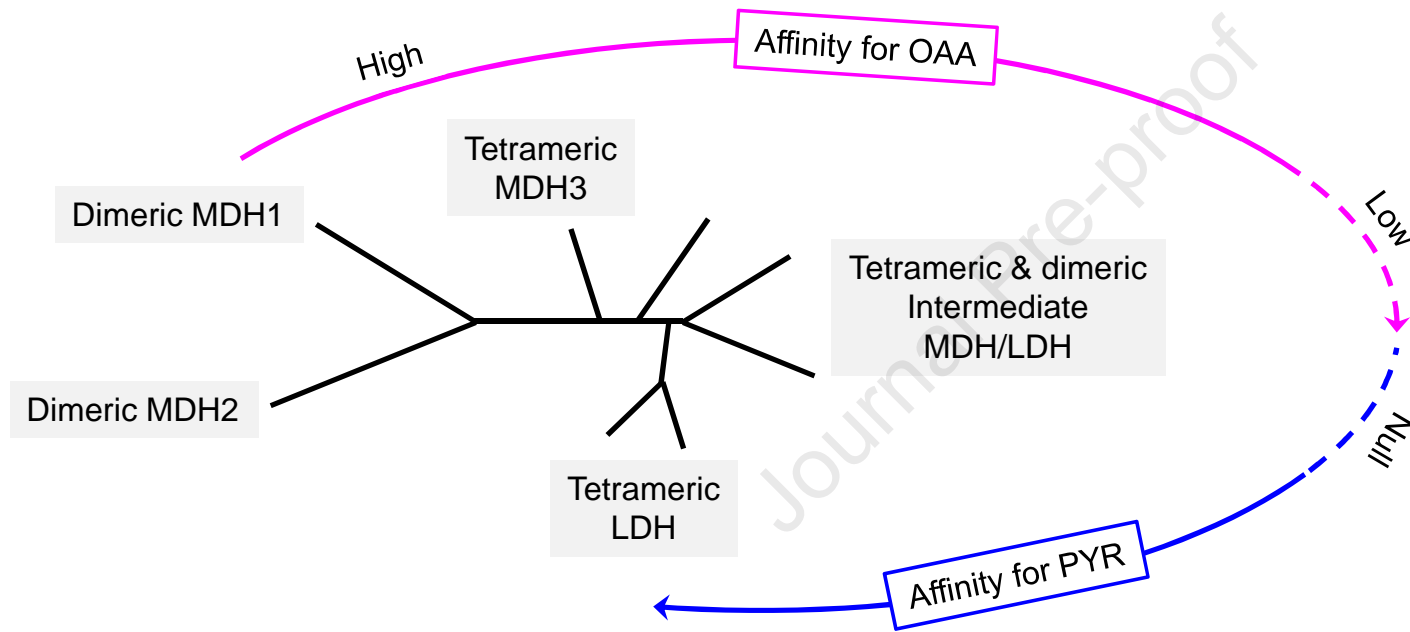 Affinity for OAA
High
Tetrameric
MDH3
Dimeric MDH1
Low
Tetrameric & dimeric
Intermediate
MDH/LDH
Dimeric MDH2
Null
Tetrameric
LDH
Affinity for PYR
Journal Pre-proof